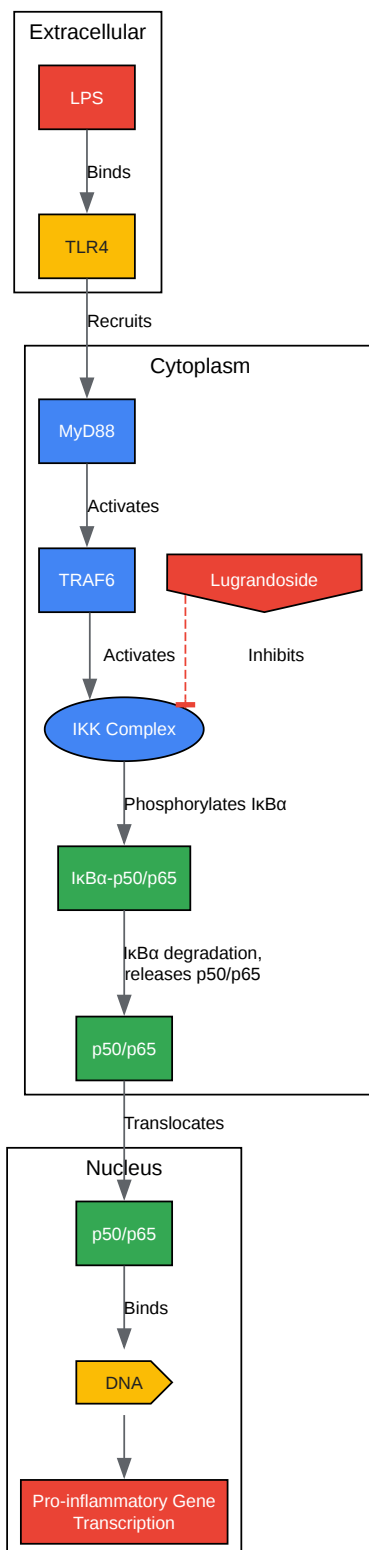 Extracellular
LPS
Binds
TLR4
Recruits
Cytoplasm
MyD88
Activates
TRAF6
Lugrandoside
Activates
Inhibits
IKK Complex
Phosphorylates IκBα
IκBα-p50/p65
IκBα degradation,
releases p50/p65
p50/p65
Translocates
Nucleus
p50/p65
Binds
DNA
Pro-inflammatory Gene
Transcription